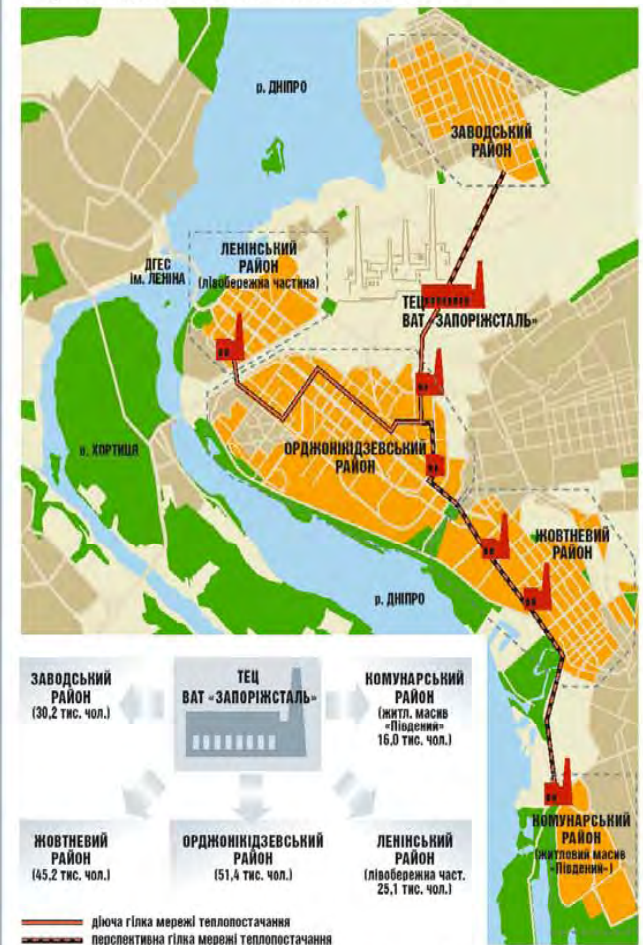 р. ДНІПРО
ЗАВОДСЬКИЙ
РАЙОН
ЛЕНІНСЬКИЙ
РАЙОН
(лівобережна частина)
ДГЕС
ім. ЛЕНІНА
ТЕЦ
ВАТ «ЗАПОРІЖСТАЛЬ»
о. ХОРТИЦЯ
ОРДЖОНІКІДЗЕВСЬКИЙ
РАЙОН
ЖОВТНЕВИЙ
РАЙОН
р. ДНІПРО
КОМУНАРСЬКИЙ
РАЙОН
(житловий масив
«Південний»)
ЗАВОДСЬКИЙ
РАЙОН
(30,2 тис. чол.)
ТЕЦ
ВАТ «ЗАПОРІЖСТАЛЬ»
КОМУНАРСЬКИЙ
РАЙОН
(житл. масив
«Південий»
16,0 тис. чол.)
ЖОВТНЕВИЙ
РАЙОН
(45,2 тис. чол.)
ОРДЖОНІКІДЗЕВСЬКИЙ
РАЙОН
(51,4 тис. чол.)
ЛЕНІНСЬКИЙ
РАЙОН
(лівобережна част.
25,1 тис. чол.)
діюча гілка мережі теплопостачання
перспективна гілка мережі теплопостачання